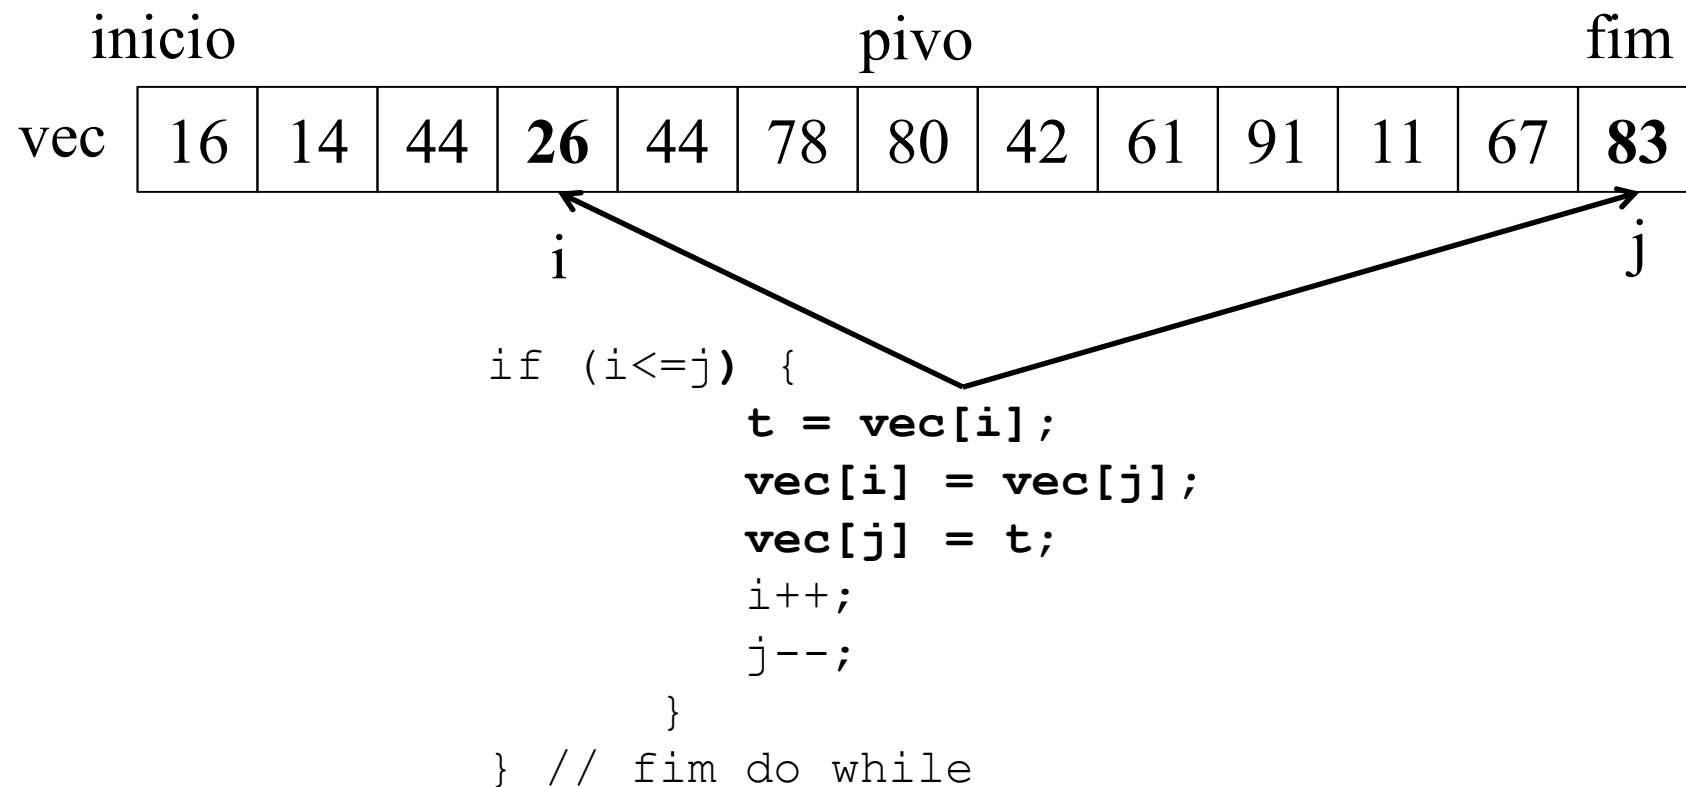 inicio pivo fim
vec 16 14 44 26 44 78 80 42 61 91 11 67 83
i j
if (i<=j) {
t = vec[i];
vec[i] = vec[j];
vec[j] = t;
i++;
j--;
}
} // fim do while